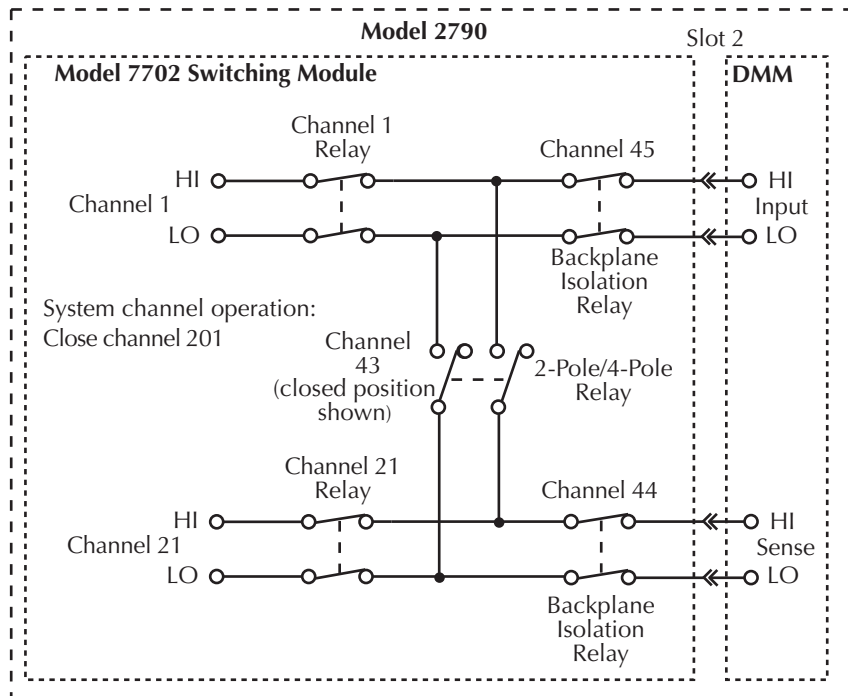 Model 2790
Slot 2
Model 7702 Switching Module
DMM
Channel 1
Relay
Channel 45
HI
HI
Channel 1
Input
LO
LO
Backplane
Isolation
Relay
System channel operation:
Close channel 201
Channel
43
(closed position
shown)
2-Pole/4-Pole
Relay
Channel 21
Relay
Channel 44
HI
HI
Channel 21
Sense
LO
LO
Backplane
Isolation
Relay